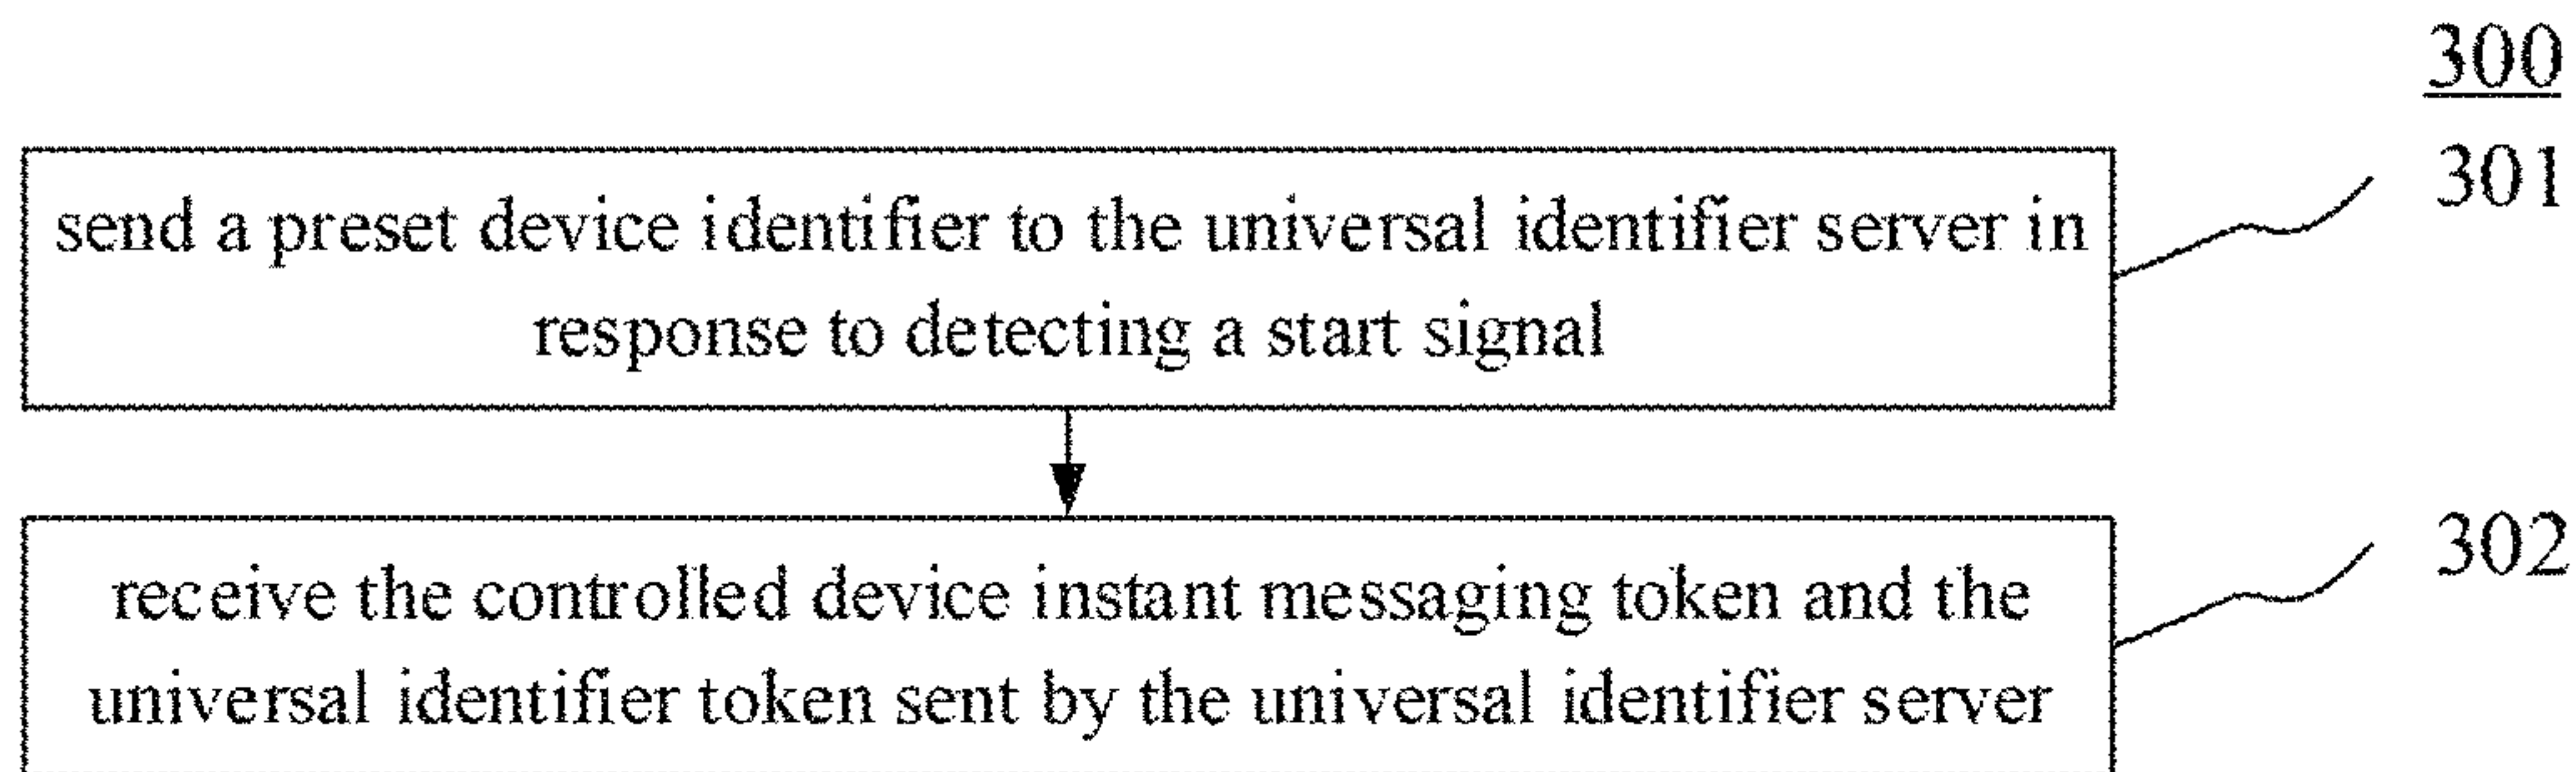 300
301
send a preset device identifier to the universal identifier server in
response to detecting a start signal
302
receive the controlled device instant messaging token and the
universal identifier token sent by the universal identifier server